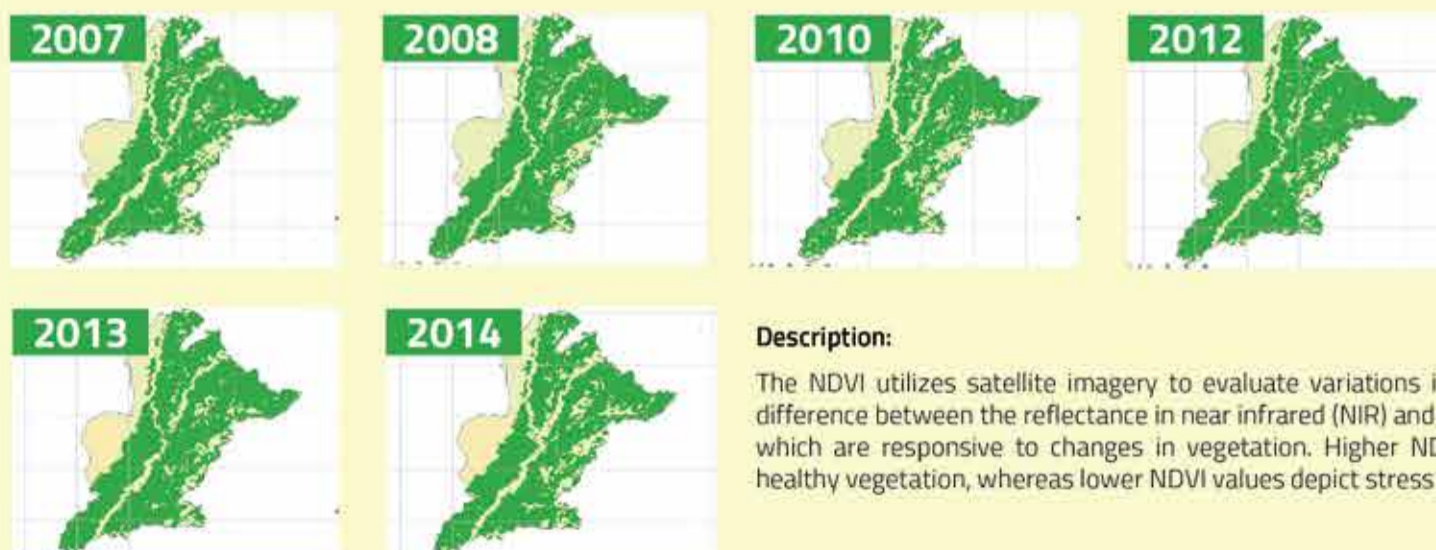 2007
2008
2010
2012
2013
2014
Description:
The NDVI utilizes satellite imagery to evaluate variations
difference between the reflectance in near infrared (NIR) and
which are responsive to changes in vegetation. Higher
healthy vegetation, whereas lower NDVI values depict stress